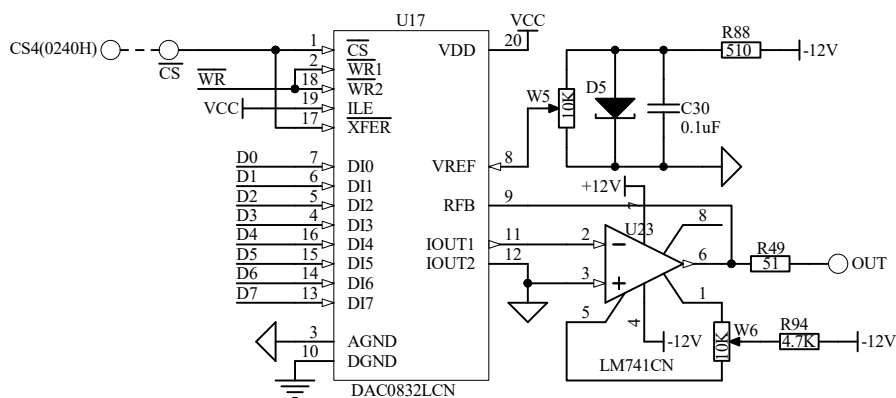 U17
VCC
CS4(0240H)
CS
WR
VCC
1
2
18
19
17
CS
WR1
WR2
ILE
XFER
VDD
20
R88
510
-12V
W5
10K
D5
C30
0.1uF
VREF
8
D0 7 DI0
D1 6 DI1
D2 5 DI2
D3 4 DI3
D4 16 DI4
D5 15 DI5
D6 14 DI6
D7 13 DI7
3 AGND
10 DGND
RFB 9
IOUT1 11
IOUT2 12
+12V
7
U23
8
2
3
6
5
4
1
-12V
LM741CN
R49
51
OUT
W6
10K
R94
4.7K
-12V
DAC0832LCN